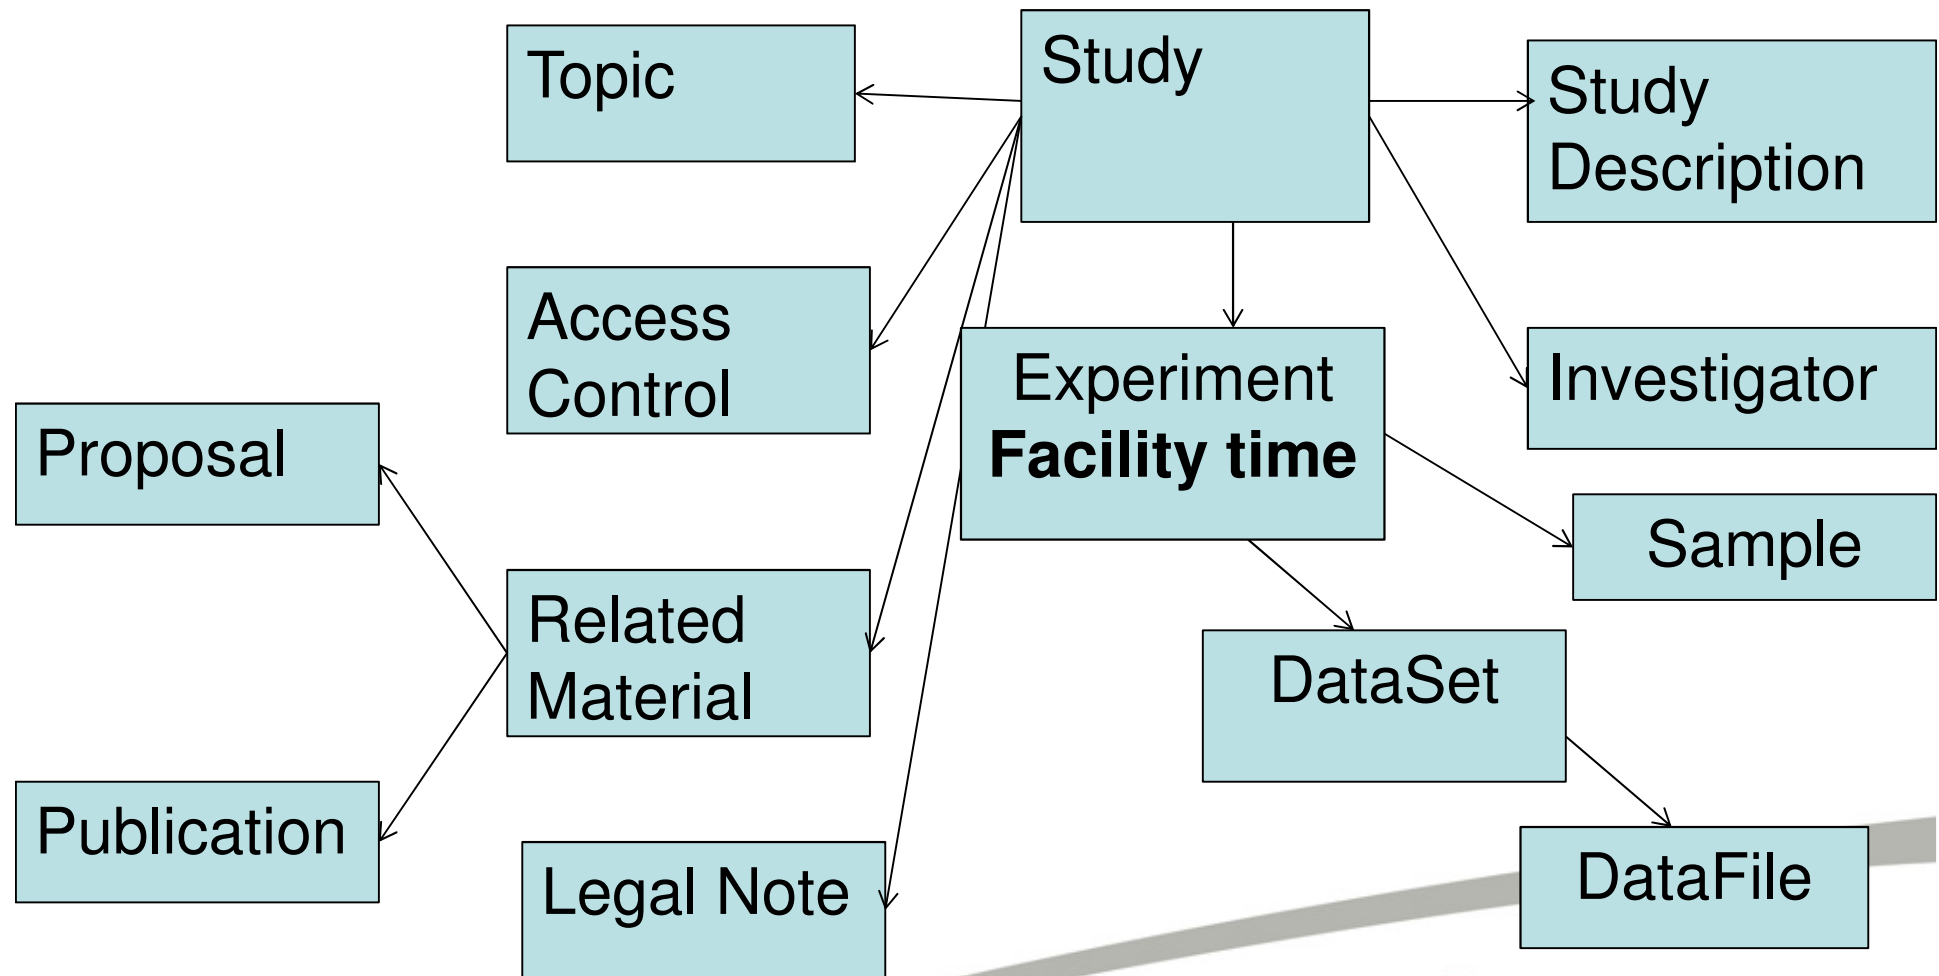 Topic
Study
Study
Description
Access
Control
Experiment
Facility time
Investigator
Proposal
Sample
Related
Material
DataSet
Publication
Legal Note
DataFile